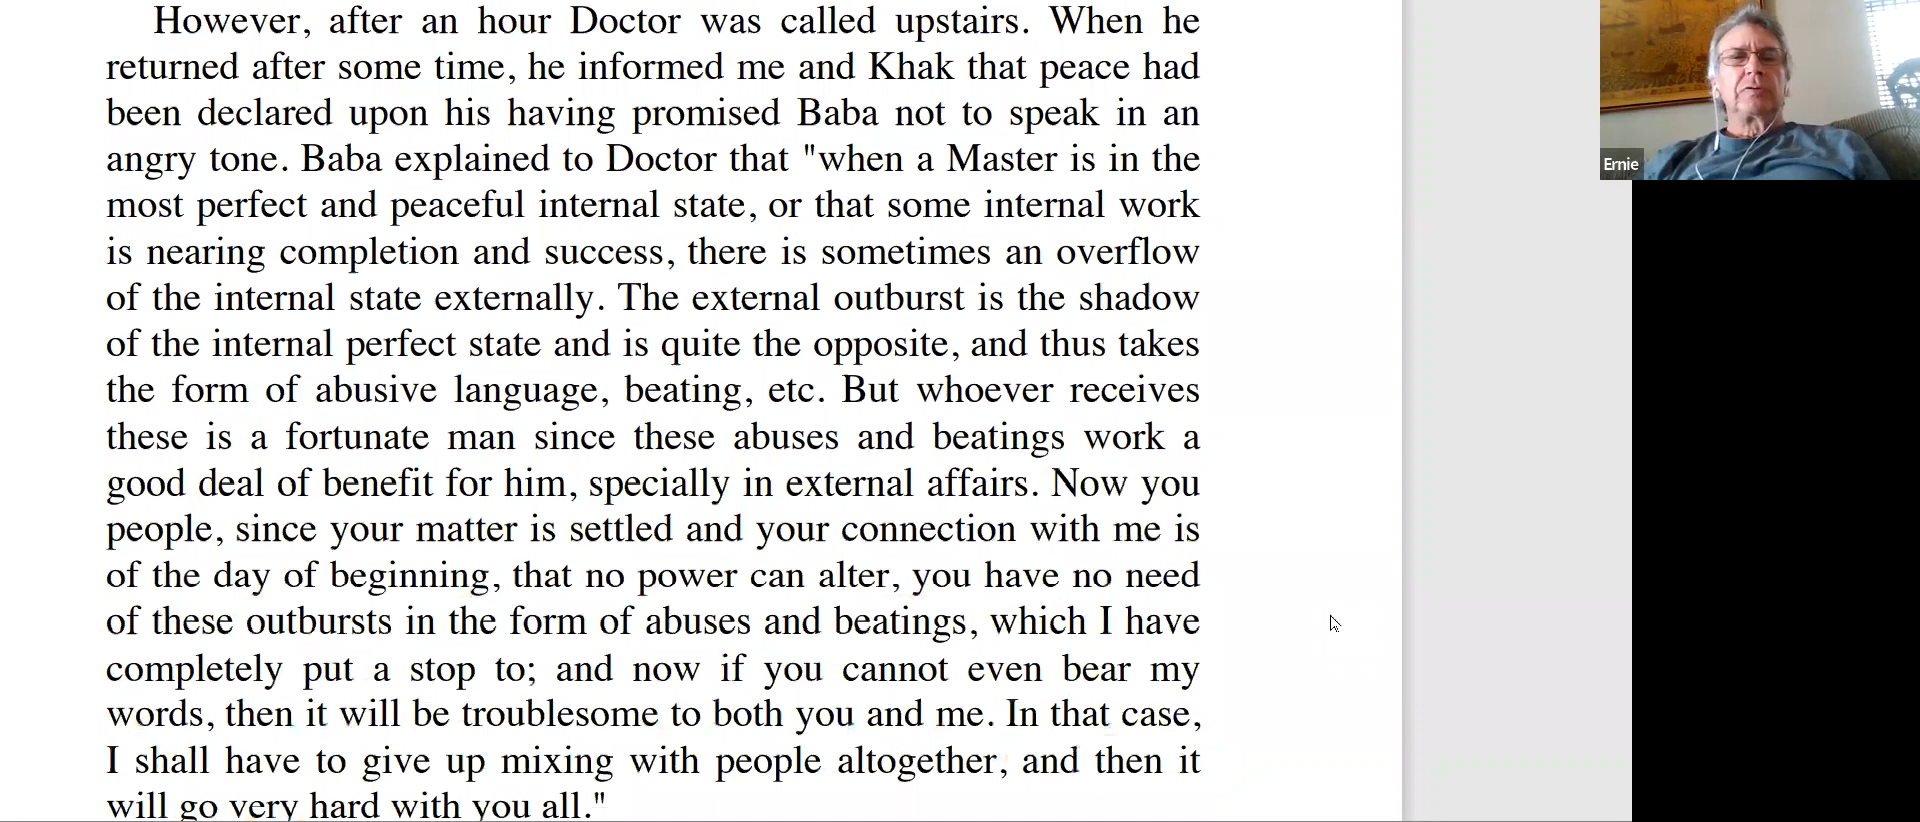 However, after an hour Doctor was called upstairs. When he
returned after some time, he informed me and Khak that peace had
been declared upon his having promised Baba not to speak in an
angry tone. Baba explained to Doctor that "when a Master is in the
most perfect and peaceful internal state, or that some internal work
is nearing completion and success, there is sometimes an overflow
of the internal state externally. The external outburst is the shadow
of the internal perfect state and is quite the opposite, and thus takes
the form of abusive language, beating, etc. But whoever receives
these is a fortunate man since these abuses and beatings work a
good deal of benefit for him, specially in external affairs. Now you
people, since your matter is settled and your connection with me is
of the day of beginning, that no power can alter, you have no need
of these outbursts in the form of abuses and beatings, which I have
completely put a stop to; and now if you cannot even bear my
words, then it will be troublesome to both you and me. In that case,
I shall have to give up mixing with people altogether, and then it
will go very hard with you all."
Ernie